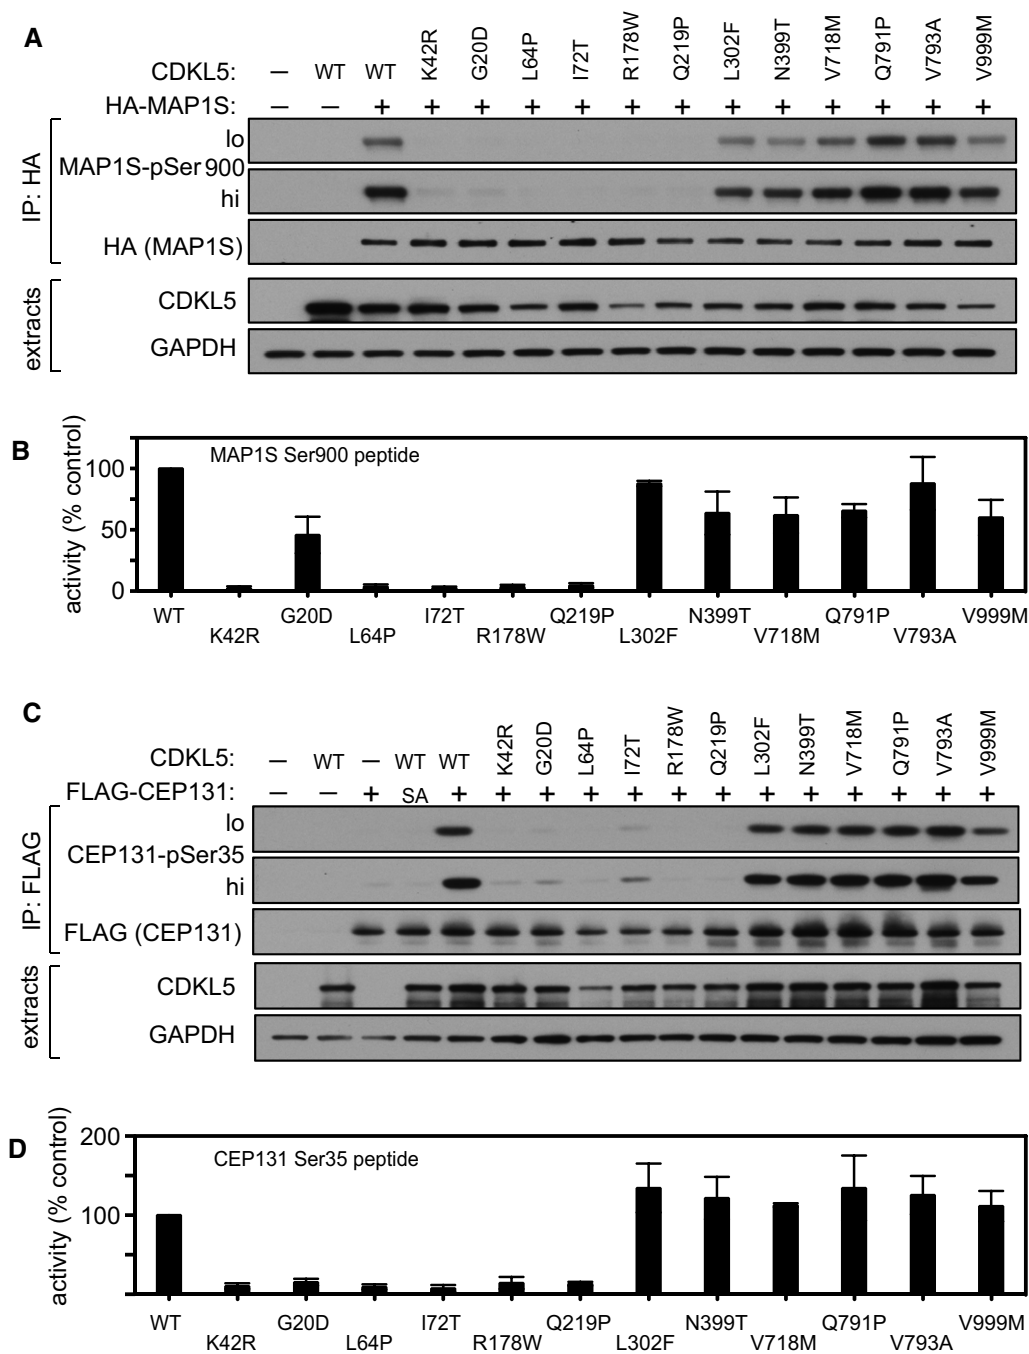 A
CDKL5: – WT WT K42R G20D L64P I72T R178W Q219P L302F N399T V718M Q791P V793A V999M
HA-MAP1S: – – + + + + + + + + + + + + +
IP: HA
lo
MAP1S-pSer 900
hi
HA (MAP1S)
extracts
CDKL5
GAPDH
B
activity (% control)
MAP1S Ser900 peptide
100
50
0
WT K42R G20D L64P I72T R178W Q219P L302F N399T V718M Q791P V793A V999M
C
CDKL5: – WT – WT WT K42R G20D L64P I72T R178W Q219P L302F N399T V718M Q791P V793A V999M
FLAG-CEP131: – – + SA + + + + + + + + + + + + +
IP: FLAG
lo
CEP131-pSer35
hi
FLAG (CEP131)
extracts
CDKL5
GAPDH
D
activity (% control)
CEP131 Ser35 peptide
200
100
WT K42R G20D L64P I72T R178W Q219P L302F N399T V718M Q791P V793A V999M